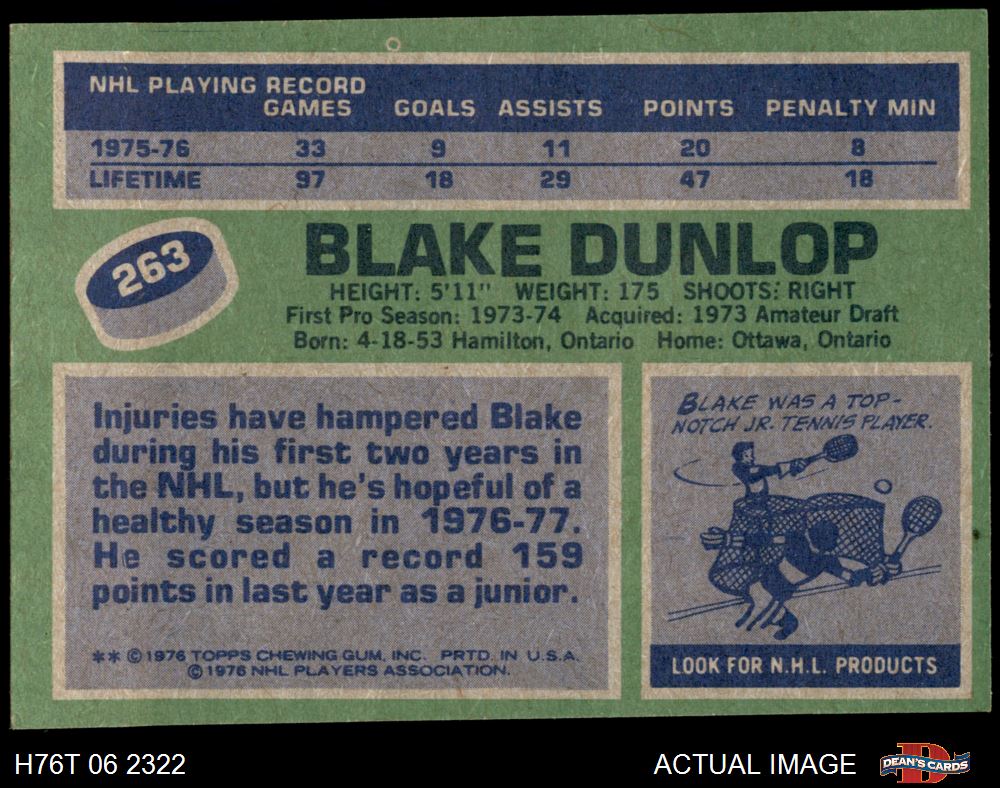 NHL PLAYING RECORD
GAMES GOALS ASSISTS POINTS PENALTY MIN
1975-76 33 9 11 20 8
LIFETIME 97 18 29 47 18
263
BLAKE DUNLOP
HEIGHT: 5'11" WEIGHT: 175 SHOOTS: RIGHT
First Pro Season: 1973-74 Acquired: 1973 Amateur Draft
Born: 4-18-53 Hamilton, Ontario Home: Ottawa, Ontario
Injuries have hampered Blake
during his first two years in
the NHL, but he's hopeful of a
healthy season in 1976-77.
He scored a record 159
points in last year as a junior.
** © 1976 TOPPS CHEWING GUM, INC. PRTD. IN U.S.A.
© 1976 NHL PLAYERS ASSOCIATION.
BLAKE WAS A TOP-
NOTCH JR. TENNIS PLAYER.
LOOK FOR N.H.L. PRODUCTS
H76T 06 2322
ACTUAL IMAGE
DEAN'S CARDS